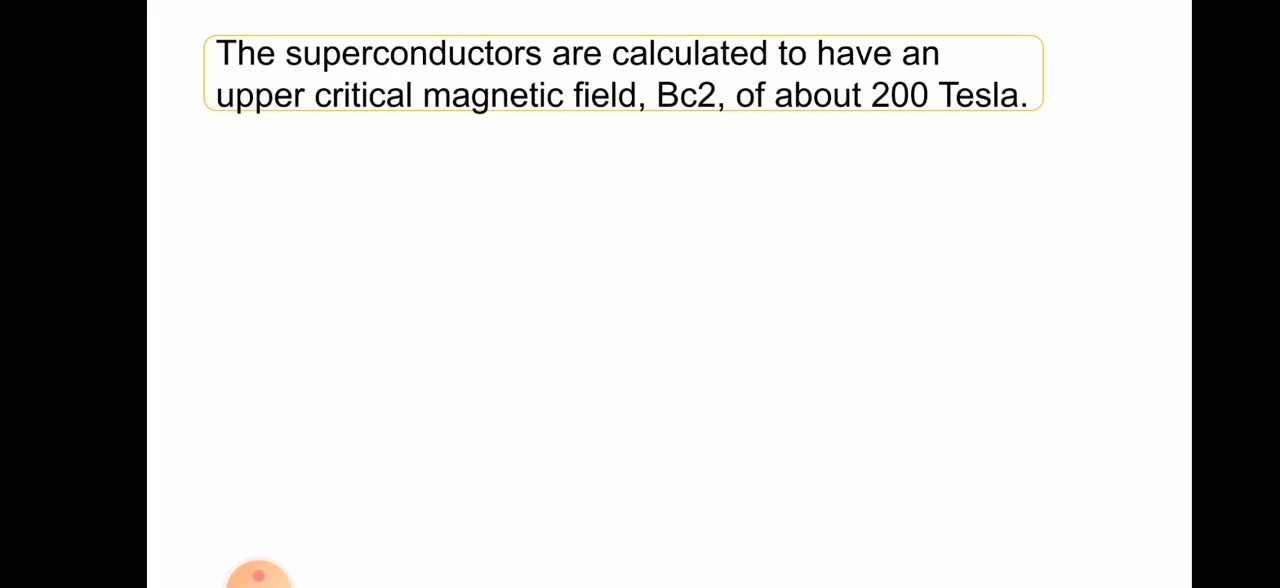 The superconductors are calculated to have an
upper critical magnetic field, Bc2, of about 200 Tesla.